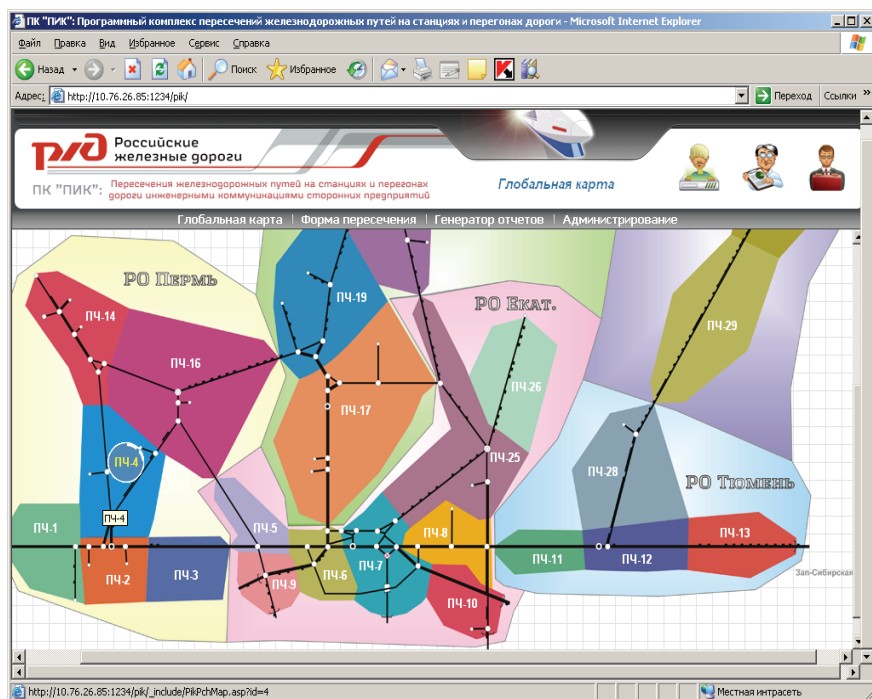 ПК "ПИК": Программный комплекс пересечений железнодорожных путей на станциях и перегонах дороги - Microsoft Internet Explorer
Файл Правка Вид Избранное Сервис Справка
Назад Поиск Избранное
Адрес: http://10.76.26.85:1234/pik/ Переход Ссылки »
РЖД Российские
железные дороги
ПК "ПИК": Пересечения железнодорожных путей на станциях и перегонах
дороги инженерными коммуникациями сторонних предприятий
Глобальная карта
Глобальная карта | Форма пересечения | Генератор отчетов | Администрирование
РО Пермь
ПЧ-19
РО Екат.
ПЧ-14
ПЧ-29
ПЧ-16
ПЧ-26
ПЧ-17
ПЧ-4
ПЧ-25
ПЧ-28
РО Тюмень
ПЧ-4
ПЧ-1
ПЧ-5
ПЧ-8
ПЧ-11
ПЧ-12
ПЧ-13
ПЧ-2
ПЧ-3
ПЧ-9
ПЧ-6
ПЧ-7
Зап-Сибирская
ПЧ-10
http://10.76.26.85:1234/pik/_include/PikPchMap.asp?id=4 Местная интрасеть